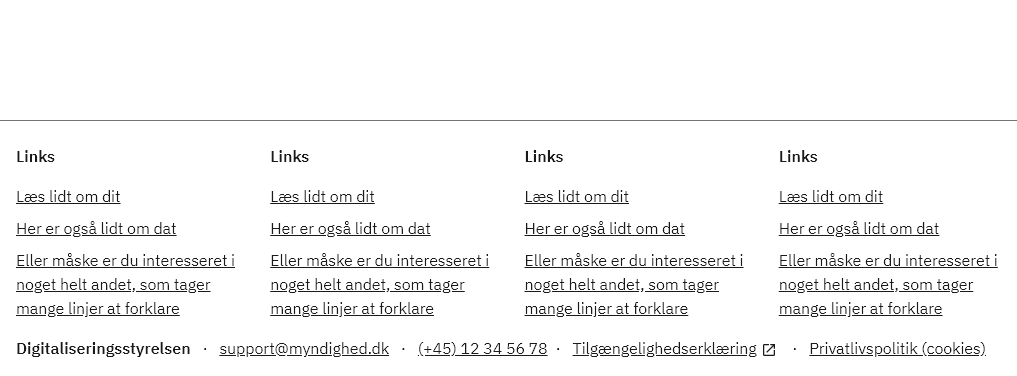 Links
Læs lidt om dit
Her er også lidt om dat
Eller måske er du interesseret i
noget helt andet, som tager
mange linjer at forklare
Links
Læs lidt om dit
Her er også lidt om dat
Eller måske er du interesseret i
noget helt andet, som tager
mange linjer at forklare
Links
Læs lidt om dit
Her er også lidt om dat
Eller måske er du interesseret i
noget helt andet, som tager
mange linjer at forklare
Links
Læs lidt om dit
Her er også lidt om dat
Eller måske er du interesseret i
noget helt andet, som tager
mange linjer at forklare
Digitaliseringsstyrelsen · support@myndighed.dk · (+45) 12 34 56 78 · Tilgængelighedserklæring · Privatlivspolitik (cookies)